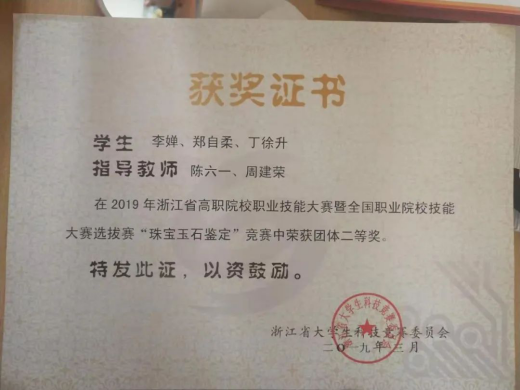 获奖证书
学生 李婵、郑自柔、丁徐升
指导教师 陈六一、周建荣
在2019年浙江省高职院校职业技能大赛暨全国职业院校技能
大赛选拔赛“珠宝玉石鉴定”竞赛中荣获团体二等奖。
特发此证，以资鼓励。
浙江省大学生科技竞赛委员会
二〇一九年三月